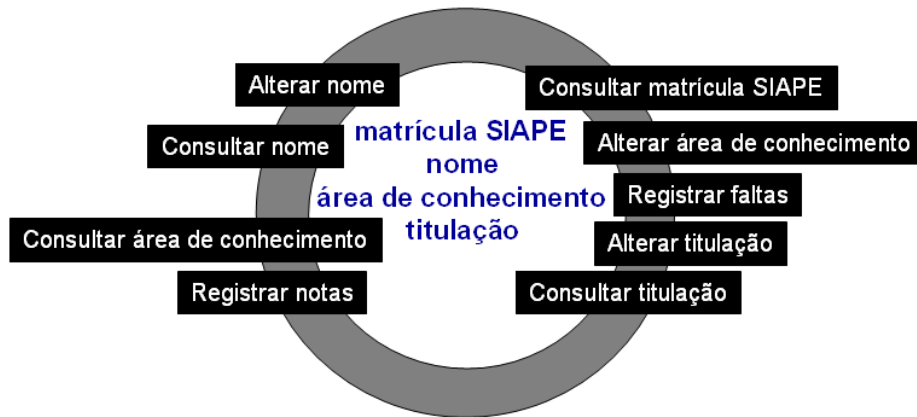 Alterar nome
Consultar matrícula SIAPE
matrícula SIAPE
Consultar nome
Alterar área de conhecimento
nome
área de conhecimento
Registrar faltas
titulação
Consultar área de conhecimento
Alterar titulação
Registrar notas
Consultar titulação